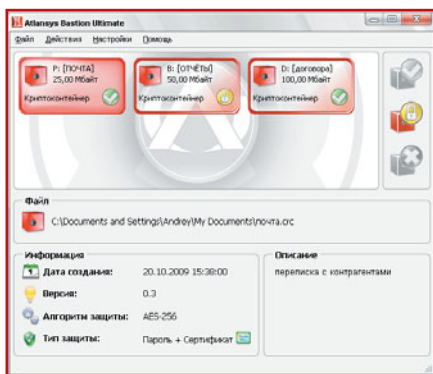 Atlansys Bastion Ultimate
Файл Действия Настройки Помощь
P: [ПОЧТА]
25,00 Мбайт
Криптоконтейнер
B: [ОТЧЁТЫ]
50,00 Мбайт
Криптоконтейнер
D: [договора]
100,00 Мбайт
Криптоконтейнер
Файл
C:\Documents and Settings\Andrey\My Documents\почта.crc
Информация
Дата создания: 20.10.2009 15:38:00
Версия: 0.3
Алгоритм защиты: AES-256
Тип защиты: Пароль + Сертификат
Описание
переписка с контрагентами